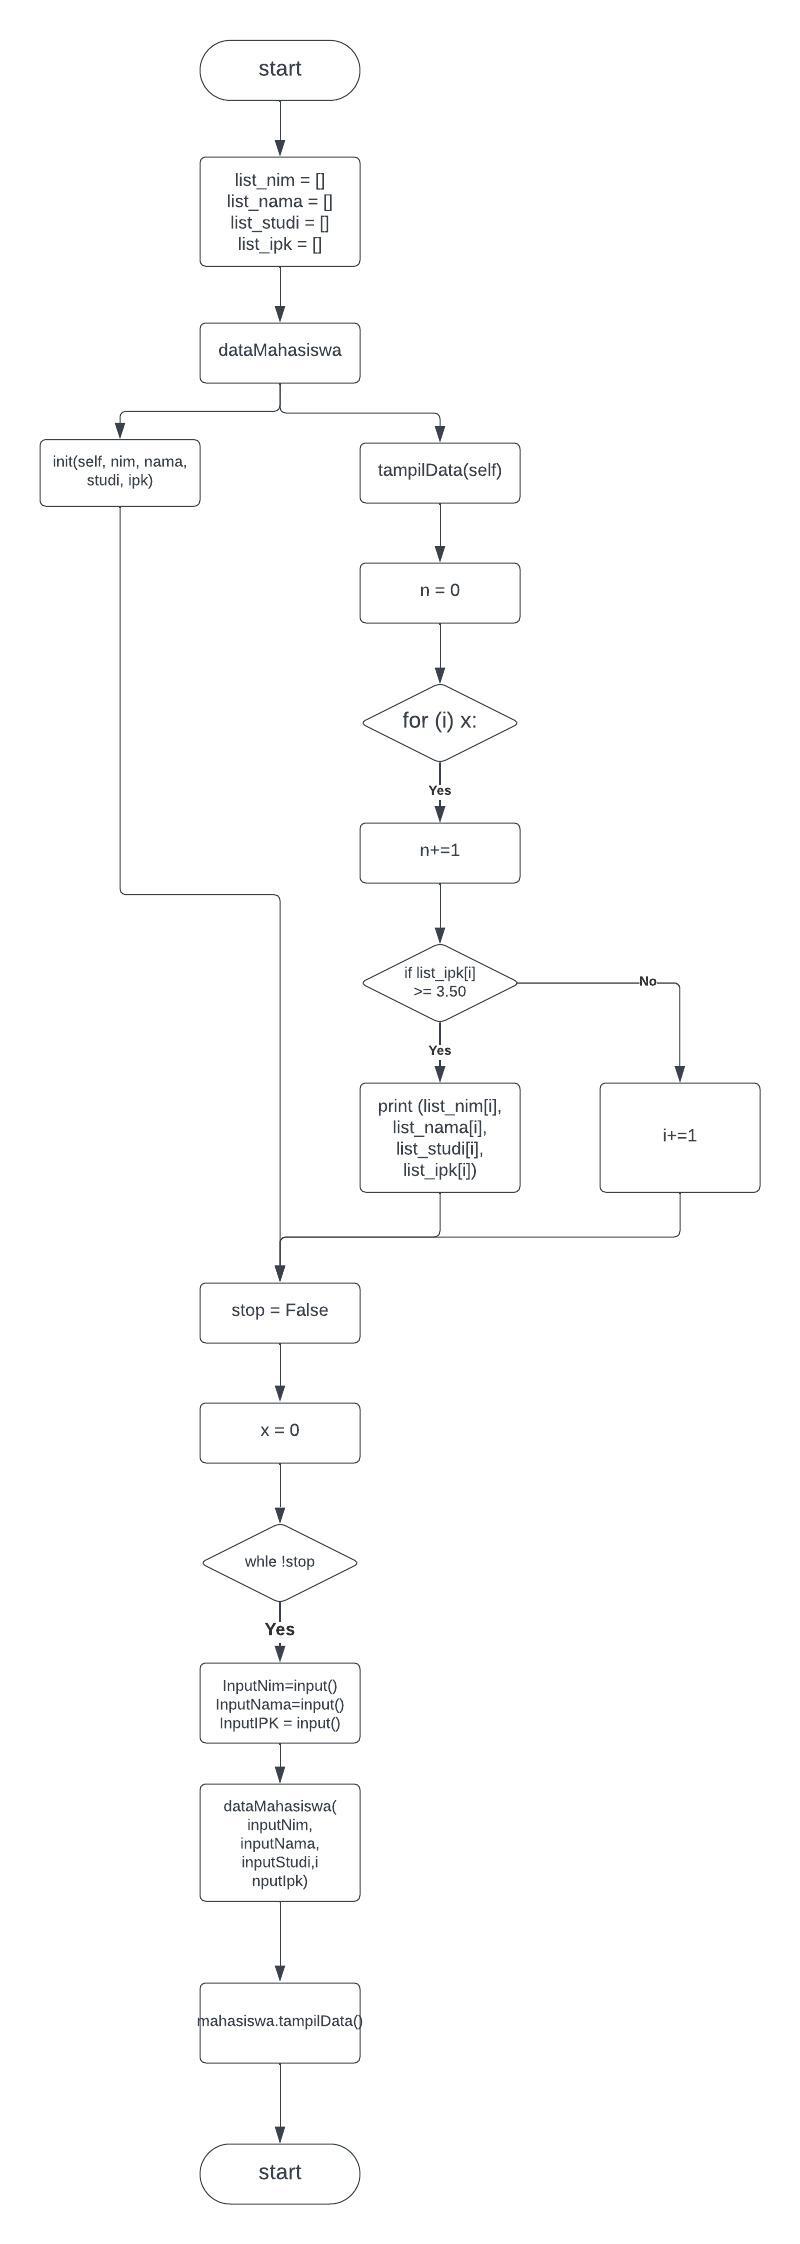 start
list_nim = []
list_nama = []
list_studi = []
list_ipk = []
dataMahasiswa
init(self, nim, nama,
studi, ipk)
tampilData(self)
n = 0
for (i) x:
Yes
n+=1
if list_ipk[i]
>= 3.50
No
Yes
print (list_nim[i],
list_nama[i],
list_studi[i],
list_ipk[i])
i+=1
stop = False
x = 0
whle !stop
Yes
InputNim=input()
InputNama=input()
InputIPK = input()
dataMahasiswa(
inputNim,
inputNama,
inputStudi,i
nputIpk)
mahasiswa.tampilData()
start